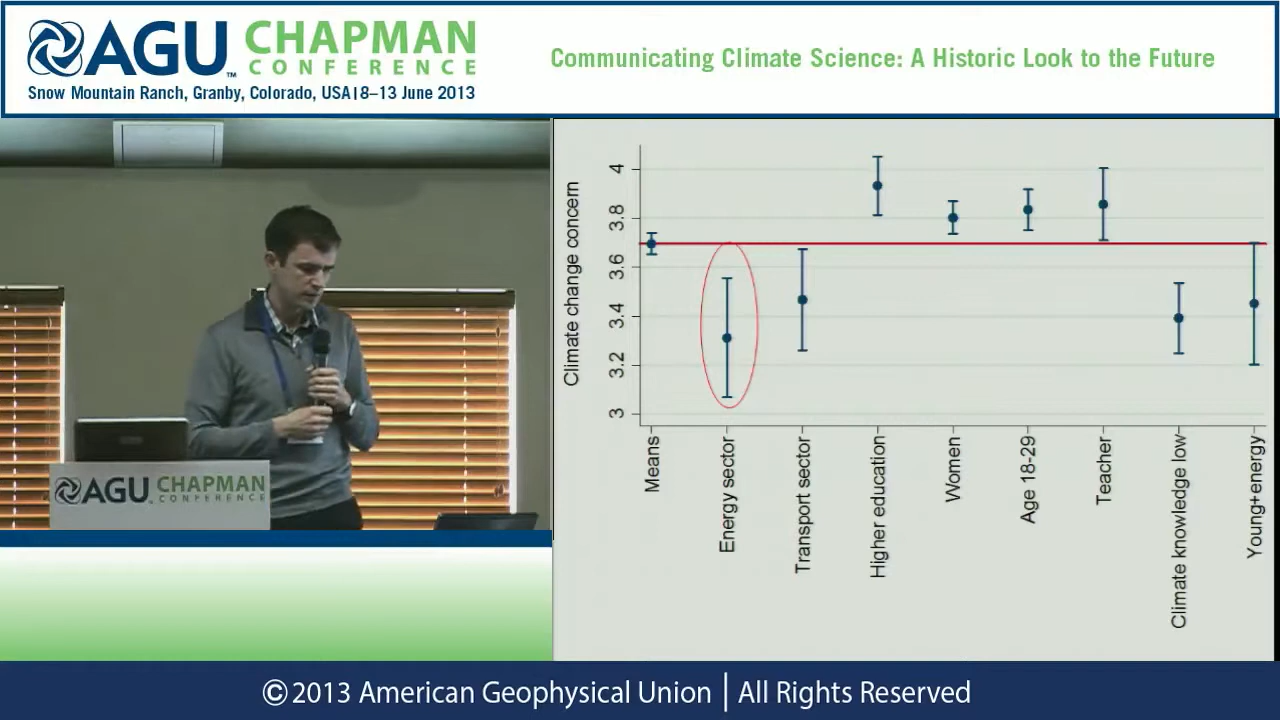 AGU™ CHAPMAN
CONFERENCE
Snow Mountain Ranch, Granby, Colorado, USA|8–13 June 2013
Communicating Climate Science: A Historic Look to the Future
Climate change concern
4
3.8
3.6
3.4
3.2
3
Means
Energy sector
Transport sector
Higher education
Women
Age 18-29
Teacher
Climate knowledge low
Young+energy
AGU CHAPMAN
CONFERENCE
©2013 American Geophysical Union | All Rights Reserved